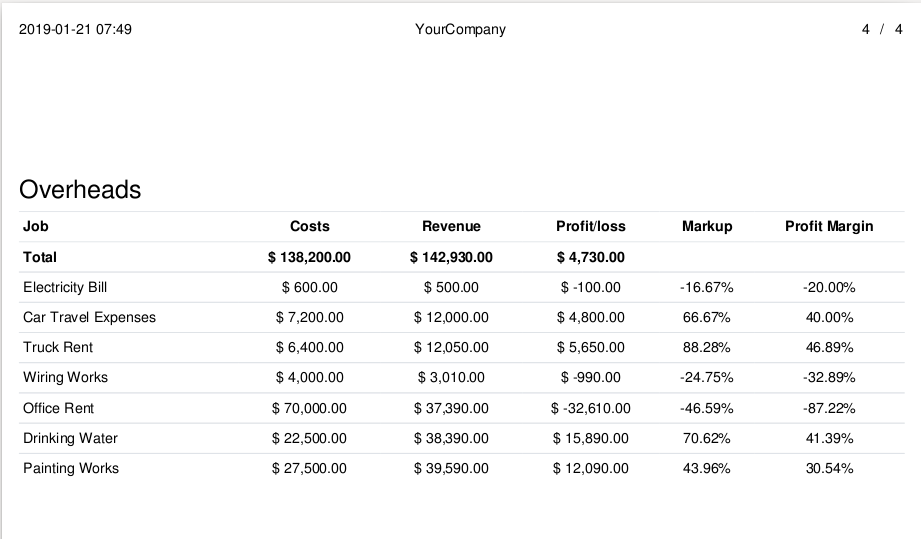 2019-01-21 07:49 YourCompany 4 / 4
Overheads
Job Costs Revenue Profit/loss Markup Profit Margin
Total $ 138,200.00 $ 142,930.00 $ 4,730.00
Electricity Bill $ 600.00 $ 500.00 $ -100.00 -16.67% -20.00%
Car Travel Expenses $ 7,200.00 $ 12,000.00 $ 4,800.00 66.67% 40.00%
Truck Rent $ 6,400.00 $ 12,050.00 $ 5,650.00 88.28% 46.89%
Wiring Works $ 4,000.00 $ 3,010.00 $ -990.00 -24.75% -32.89%
Office Rent $ 70,000.00 $ 37,390.00 $ -32,610.00 -46.59% -87.22%
Drinking Water $ 22,500.00 $ 38,390.00 $ 15,890.00 70.62% 41.39%
Painting Works $ 27,500.00 $ 39,590.00 $ 12,090.00 43.96% 30.54%